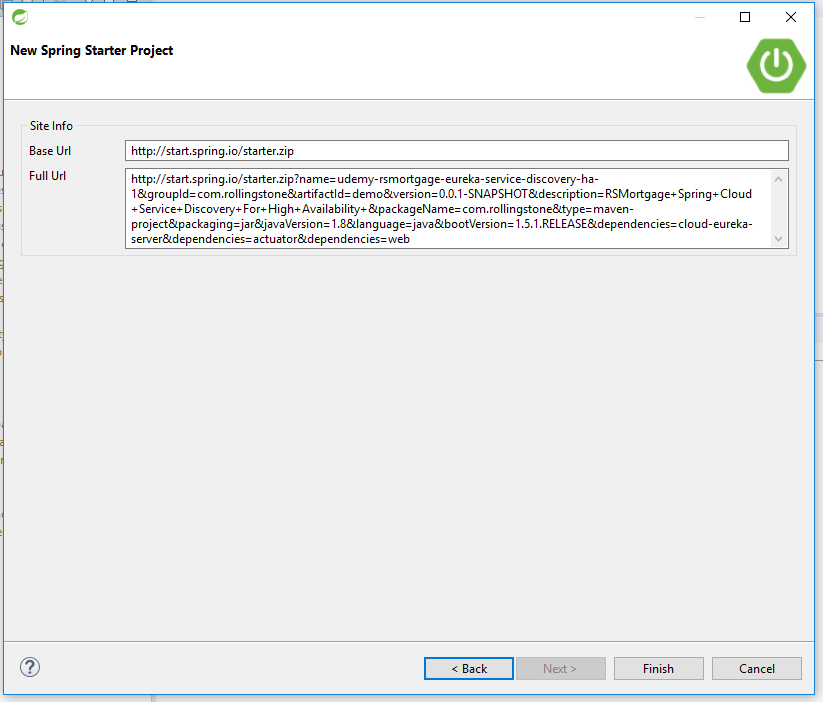 New Spring Starter Project
Site Info
Base Url
http://start.spring.io/starter.zip
Full Url
http://start.spring.io/starter.zip?name=udemy-rsmortgage-eureka-service-discovery-ha-
1&groupId=com.rollingstone&artifactId=demo&version=0.0.1-SNAPSHOT&description=RSMortgage+Spring+Cloud
+Service+Discovery+For+High+Availability+&packageName=com.rollingstone&type=maven-
project&packaging=jar&javaVersion=1.8&language=java&bootVersion=1.5.1.RELEASE&dependencies=cloud-eureka-
server&dependencies=actuator&dependencies=web
?
< Back
Next >
Finish
Cancel